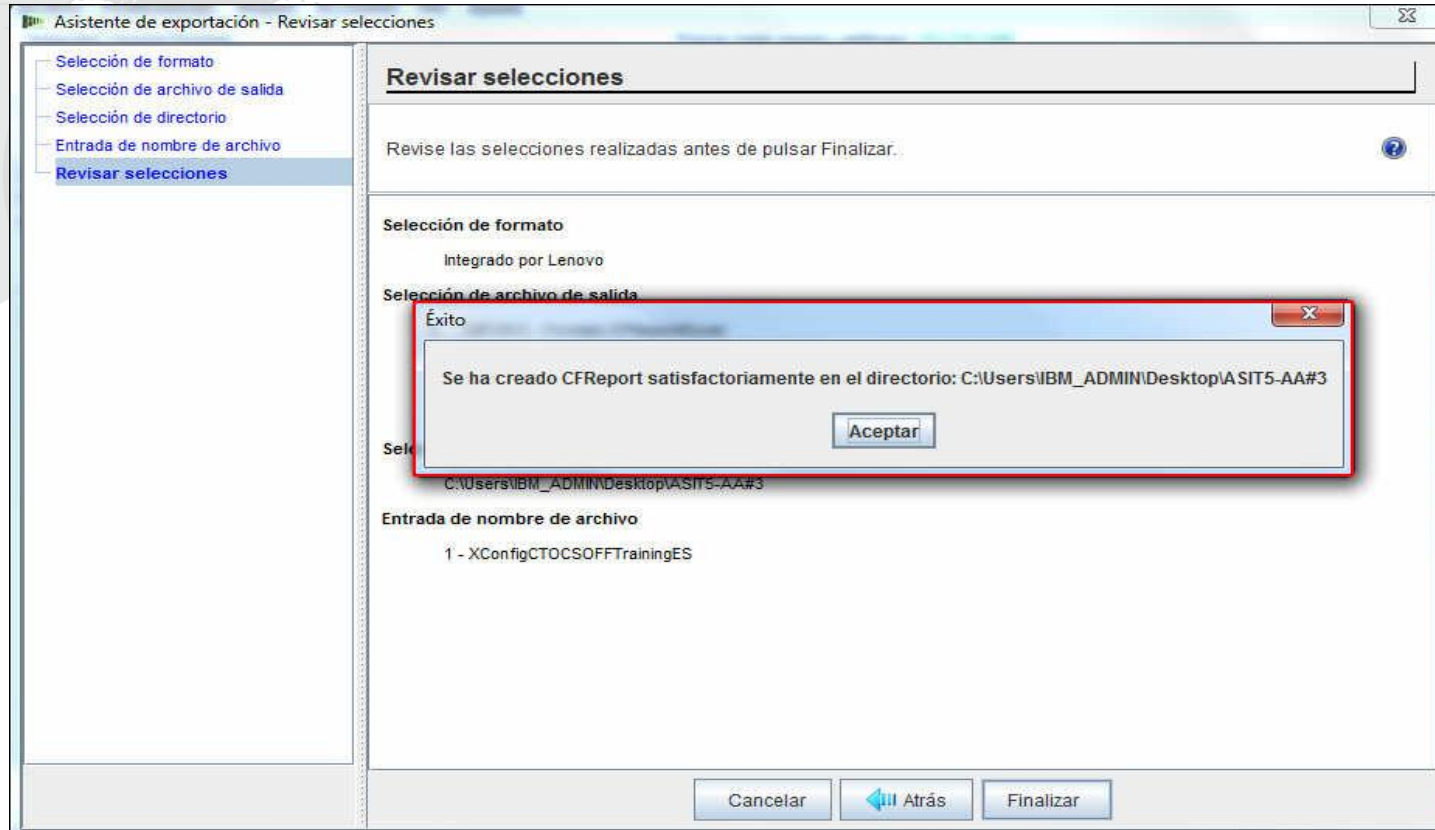 Asistente de exportación - Revisar selecciones
Selección de formato
Selección de archivo de salida
Selección de directorio
Entrada de nombre de archivo
Revisar selecciones
Revisar selecciones
Revise las selecciones realizadas antes de pulsar Finalizar.
Selección de formato
Integrado por Lenovo
Selección de archivo de salida
Éxito
Se ha creado CFReport satisfactoriamente en el directorio: C:\Users\IBM_ADMIN\Desktop\ASIT5-AA#3
Aceptar
Sele
C:\Users\IBM_ADMIN\Desktop\ASIT5-AA#3
Entrada de nombre de archivo
1 - XConfigCTOCSOFFTrainingES
Cancelar
Atrás
Finalizar